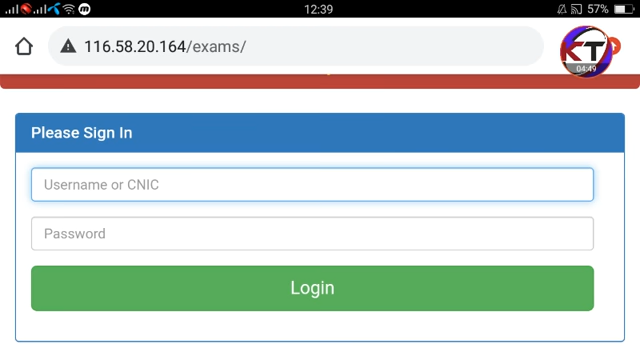 12:39
57%
116.58.20.164/exams/
KT
04:49
Please Sign In
Username or CNIC
Password
Login